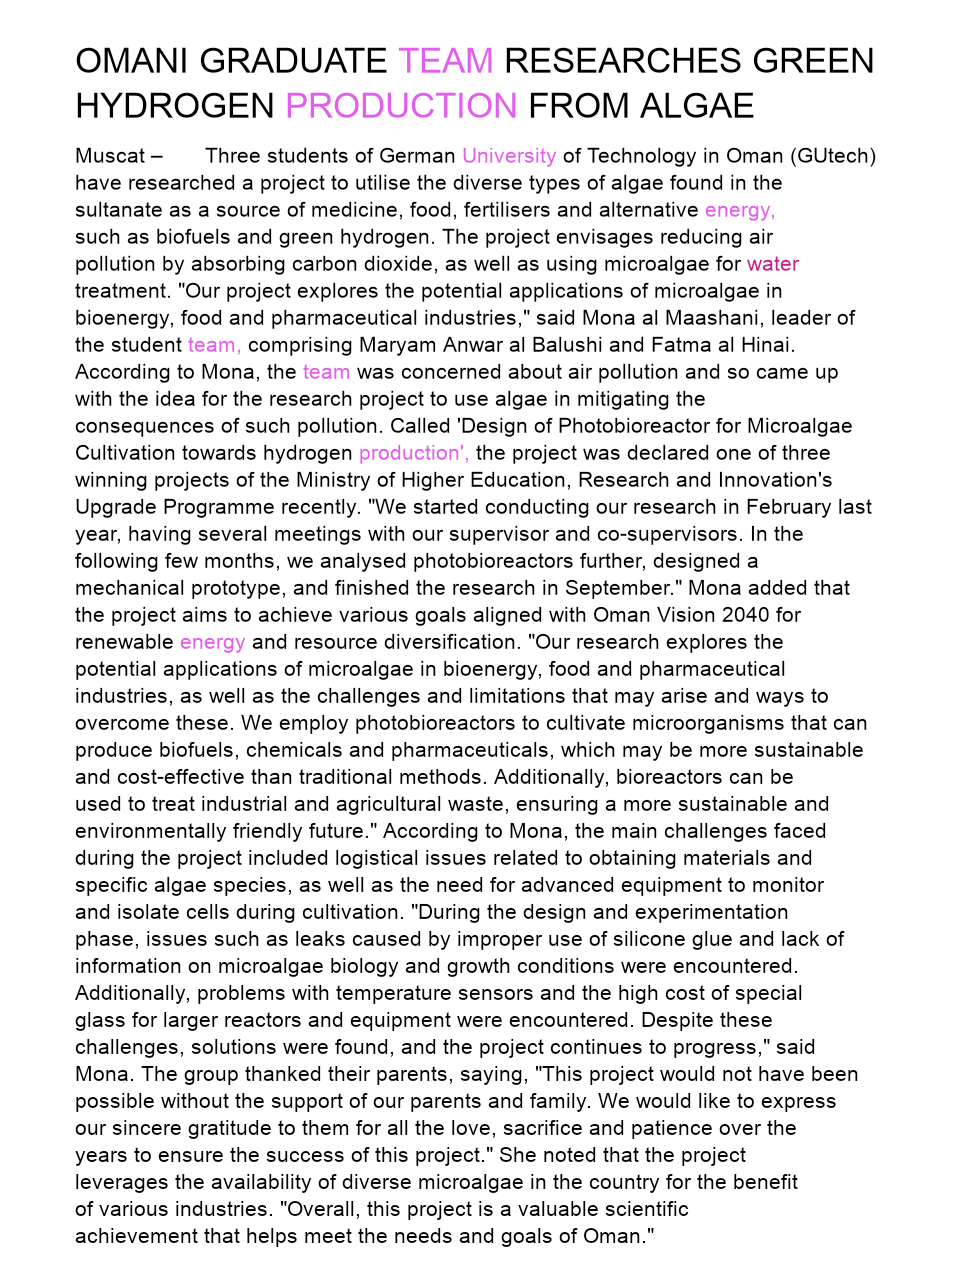 OMANI GRADUATE TEAM RESEARCHES GREEN
HYDROGEN PRODUCTION FROM ALGAE
Muscat – Three students of German University of Technology in Oman (GUtech)
have researched a project to utilise the diverse types of algae found in the
sultanate as a source of medicine, food, fertilisers and alternative energy,
such as biofuels and green hydrogen. The project envisages reducing air
pollution by absorbing carbon dioxide, as well as using microalgae for water
treatment. "Our project explores the potential applications of microalgae in
bioenergy, food and pharmaceutical industries," said Mona al Maashani, leader of
the student team, comprising Maryam Anwar al Balushi and Fatma al Hinai.
According to Mona, the team was concerned about air pollution and so came up
with the idea for the research project to use algae in mitigating the
consequences of such pollution. Called 'Design of Photobioreactor for Microalgae
Cultivation towards hydrogen production', the project was declared one of three
winning projects of the Ministry of Higher Education, Research and Innovation's
Upgrade Programme recently. "We started conducting our research in February last
year, having several meetings with our supervisor and co-supervisors. In the
following few months, we analysed photobioreactors further, designed a
mechanical prototype, and finished the research in September." Mona added that
the project aims to achieve various goals aligned with Oman Vision 2040 for
renewable energy and resource diversification. "Our research explores the
potential applications of microalgae in bioenergy, food and pharmaceutical
industries, as well as the challenges and limitations that may arise and ways to
overcome these. We employ photobioreactors to cultivate microorganisms that can
produce biofuels, chemicals and pharmaceuticals, which may be more sustainable
and cost-effective than traditional methods. Additionally, bioreactors can be
used to treat industrial and agricultural waste, ensuring a more sustainable and
environmentally friendly future." According to Mona, the main challenges faced
during the project included logistical issues related to obtaining materials and
specific algae species, as well as the need for advanced equipment to monitor
and isolate cells during cultivation. "During the design and experimentation
phase, issues such as leaks caused by improper use of silicone glue and lack of
information on microalgae biology and growth conditions were encountered.
Additionally, problems with temperature sensors and the high cost of special
glass for larger reactors and equipment were encountered. Despite these
challenges, solutions were found, and the project continues to progress," said
Mona. The group thanked their parents, saying, "This project would not have been
possible without the support of our parents and family. We would like to express
our sincere gratitude to them for all the love, sacrifice and patience over the
years to ensure the success of this project." She noted that the project
leverages the availability of diverse microalgae in the country for the benefit
of various industries. "Overall, this project is a valuable scientific
achievement that helps meet the needs and goals of Oman."